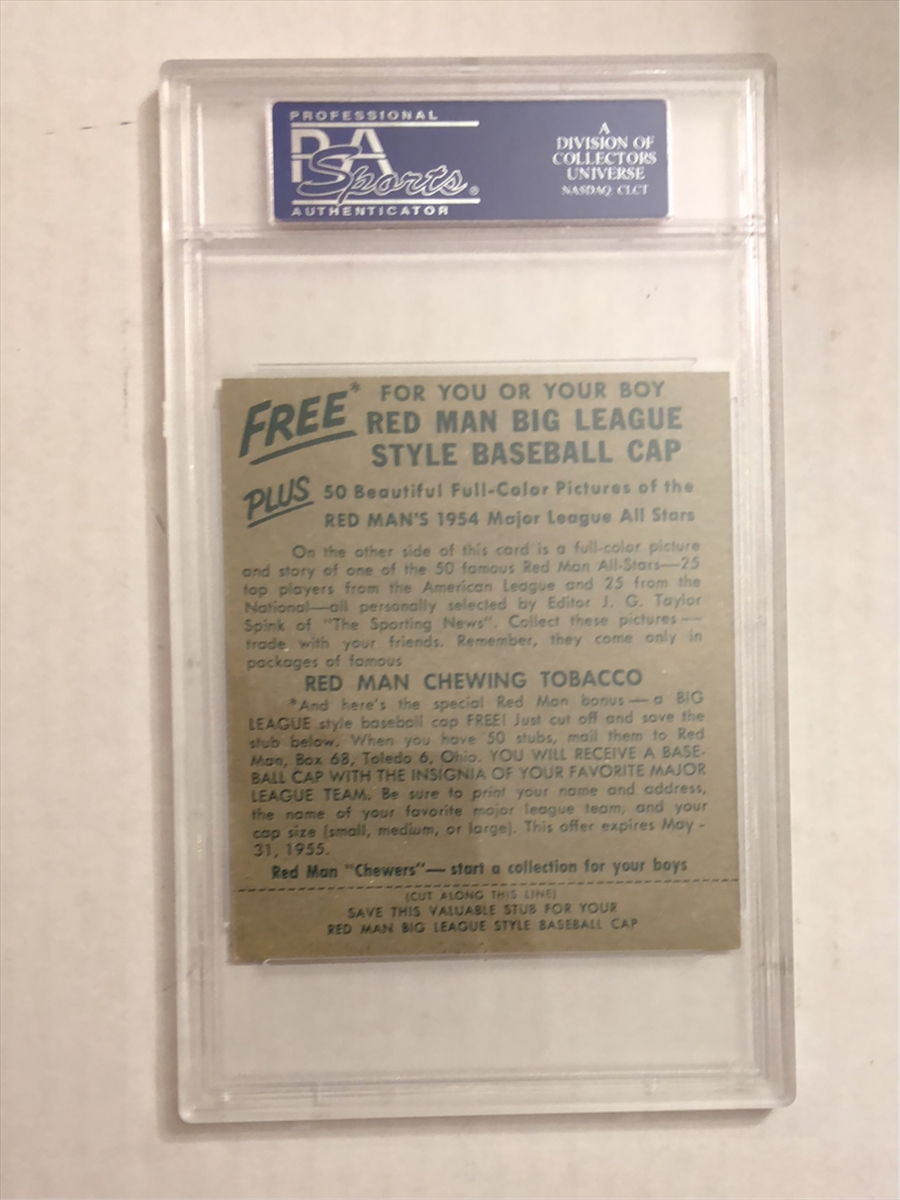 PROFESSIONAL
PSA
Sports®
AUTHENTICATOR
A
DIVISION OF
COLLECTORS
UNIVERSE
NASDAQ: CLCT
FREE* FOR YOU OR YOUR BOY
RED MAN BIG LEAGUE
STYLE BASEBALL CAP
PLUS 50 Beautiful Full-Color Pictures of the
RED MAN'S 1954 Major League All Stars
On the other side of this card is a full-color picture
and story of one of the 50 famous Red Man All-Stars—25
top players from the American League and 25 from the
National—all personally selected by Editor J. G. Taylor
Spink of "The Sporting News". Collect these pictures—
trade with your friends. Remember, they come only in
packages of famous
RED MAN CHEWING TOBACCO
*And here's the special Red Man bonus—a BIG
LEAGUE style baseball cap FREE! Just cut off and save the
stub below. When you have 50 stubs, mail them to Red
Man, Box 68, Toledo 6, Ohio. YOU WILL RECEIVE A BASE-
BALL CAP WITH THE INSIGNIA OF YOUR FAVORITE MAJOR
LEAGUE TEAM. Be sure to print your name and address,
the name of your favorite major league team, and your
cap size (small, medium, or large). This offer expires May
31, 1955.
Red Man "Chewers"—start a collection for your boys
(CUT ALONG THIS LINE)
SAVE THIS VALUABLE STUB FOR YOUR
RED MAN BIG LEAGUE STYLE BASEBALL CAP